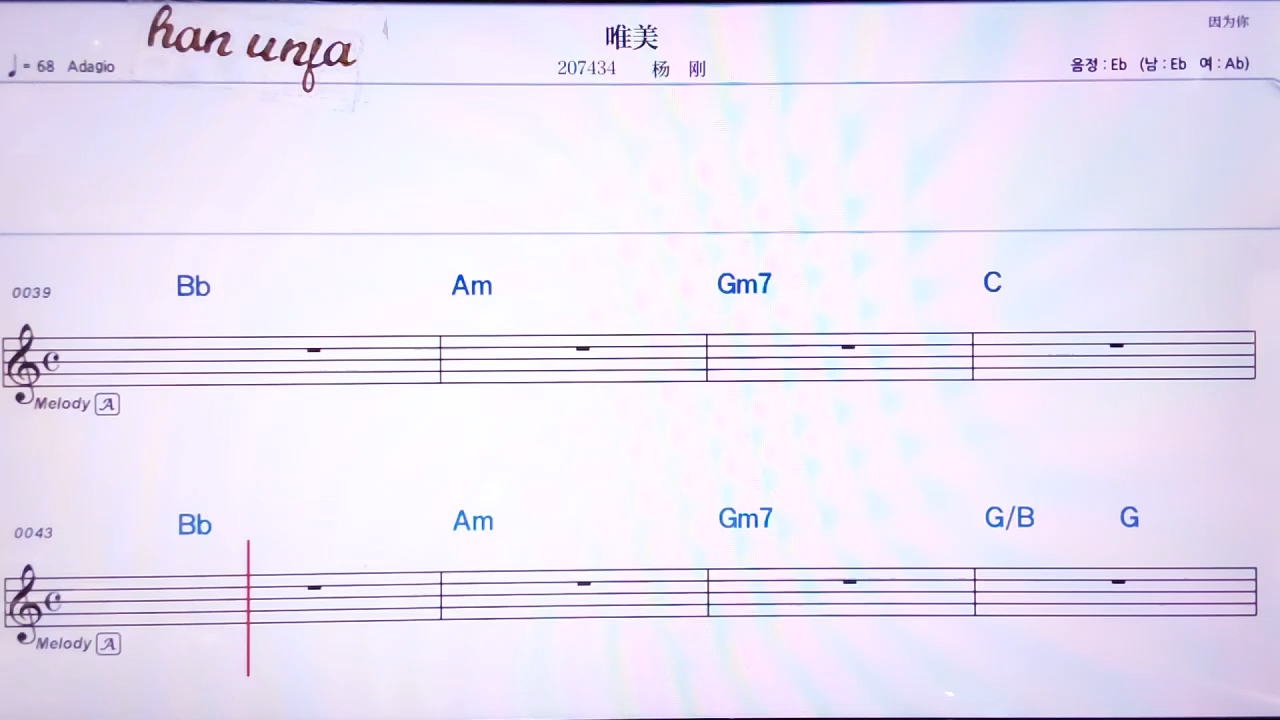 han unfa
唯美
因为你
♩= 68 Adagio
207434 杨 刚
음정 : Eb (남 : Eb 여 : Ab)
Bb Am Gm7 C
0039
Melody A
Bb Am Gm7 G/B G
0043
Melody A